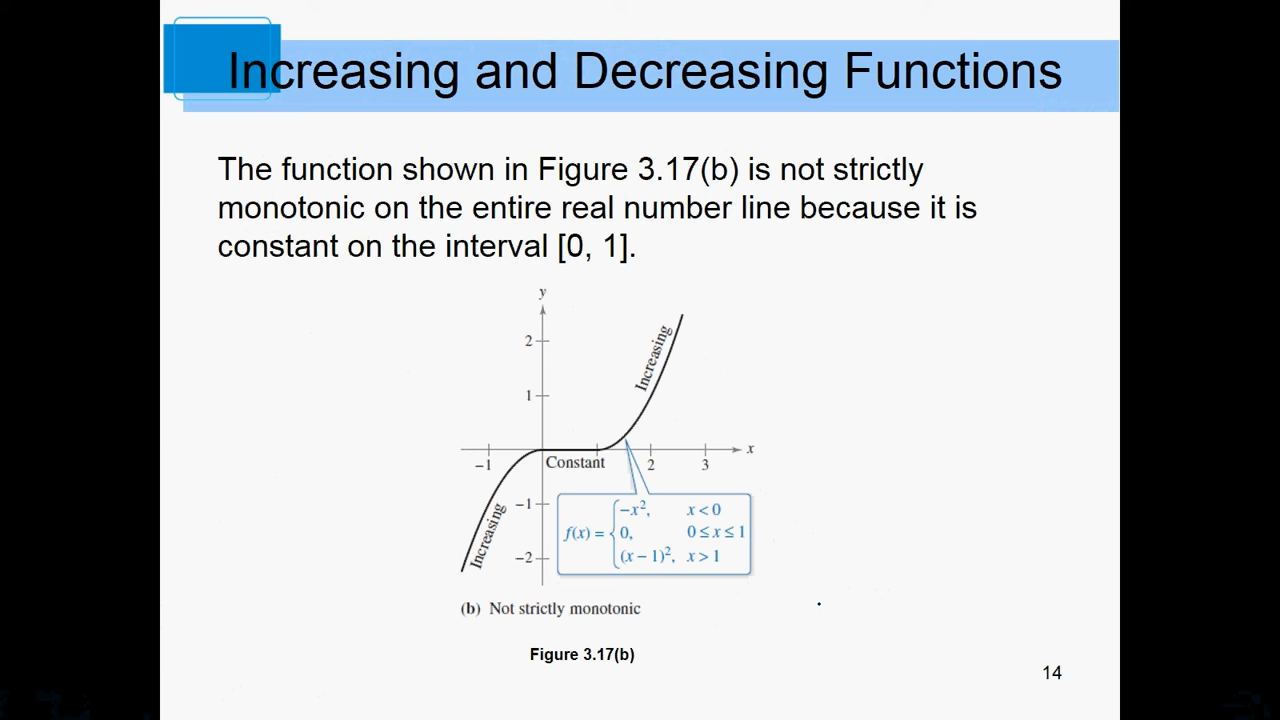 Increasing and Decreasing Functions
The function shown in Figure 3.17(b) is not strictly
monotonic on the entire real number line because it is
constant on the interval [0, 1].
y
2
Increasing
1
x
−1
Constant
2
3
−1
Increasing
−2
f(x) = { −x², x < 0
0, 0 ≤ x ≤ 1
(x − 1)², x > 1
(b) Not strictly monotonic
Figure 3.17(b)
14